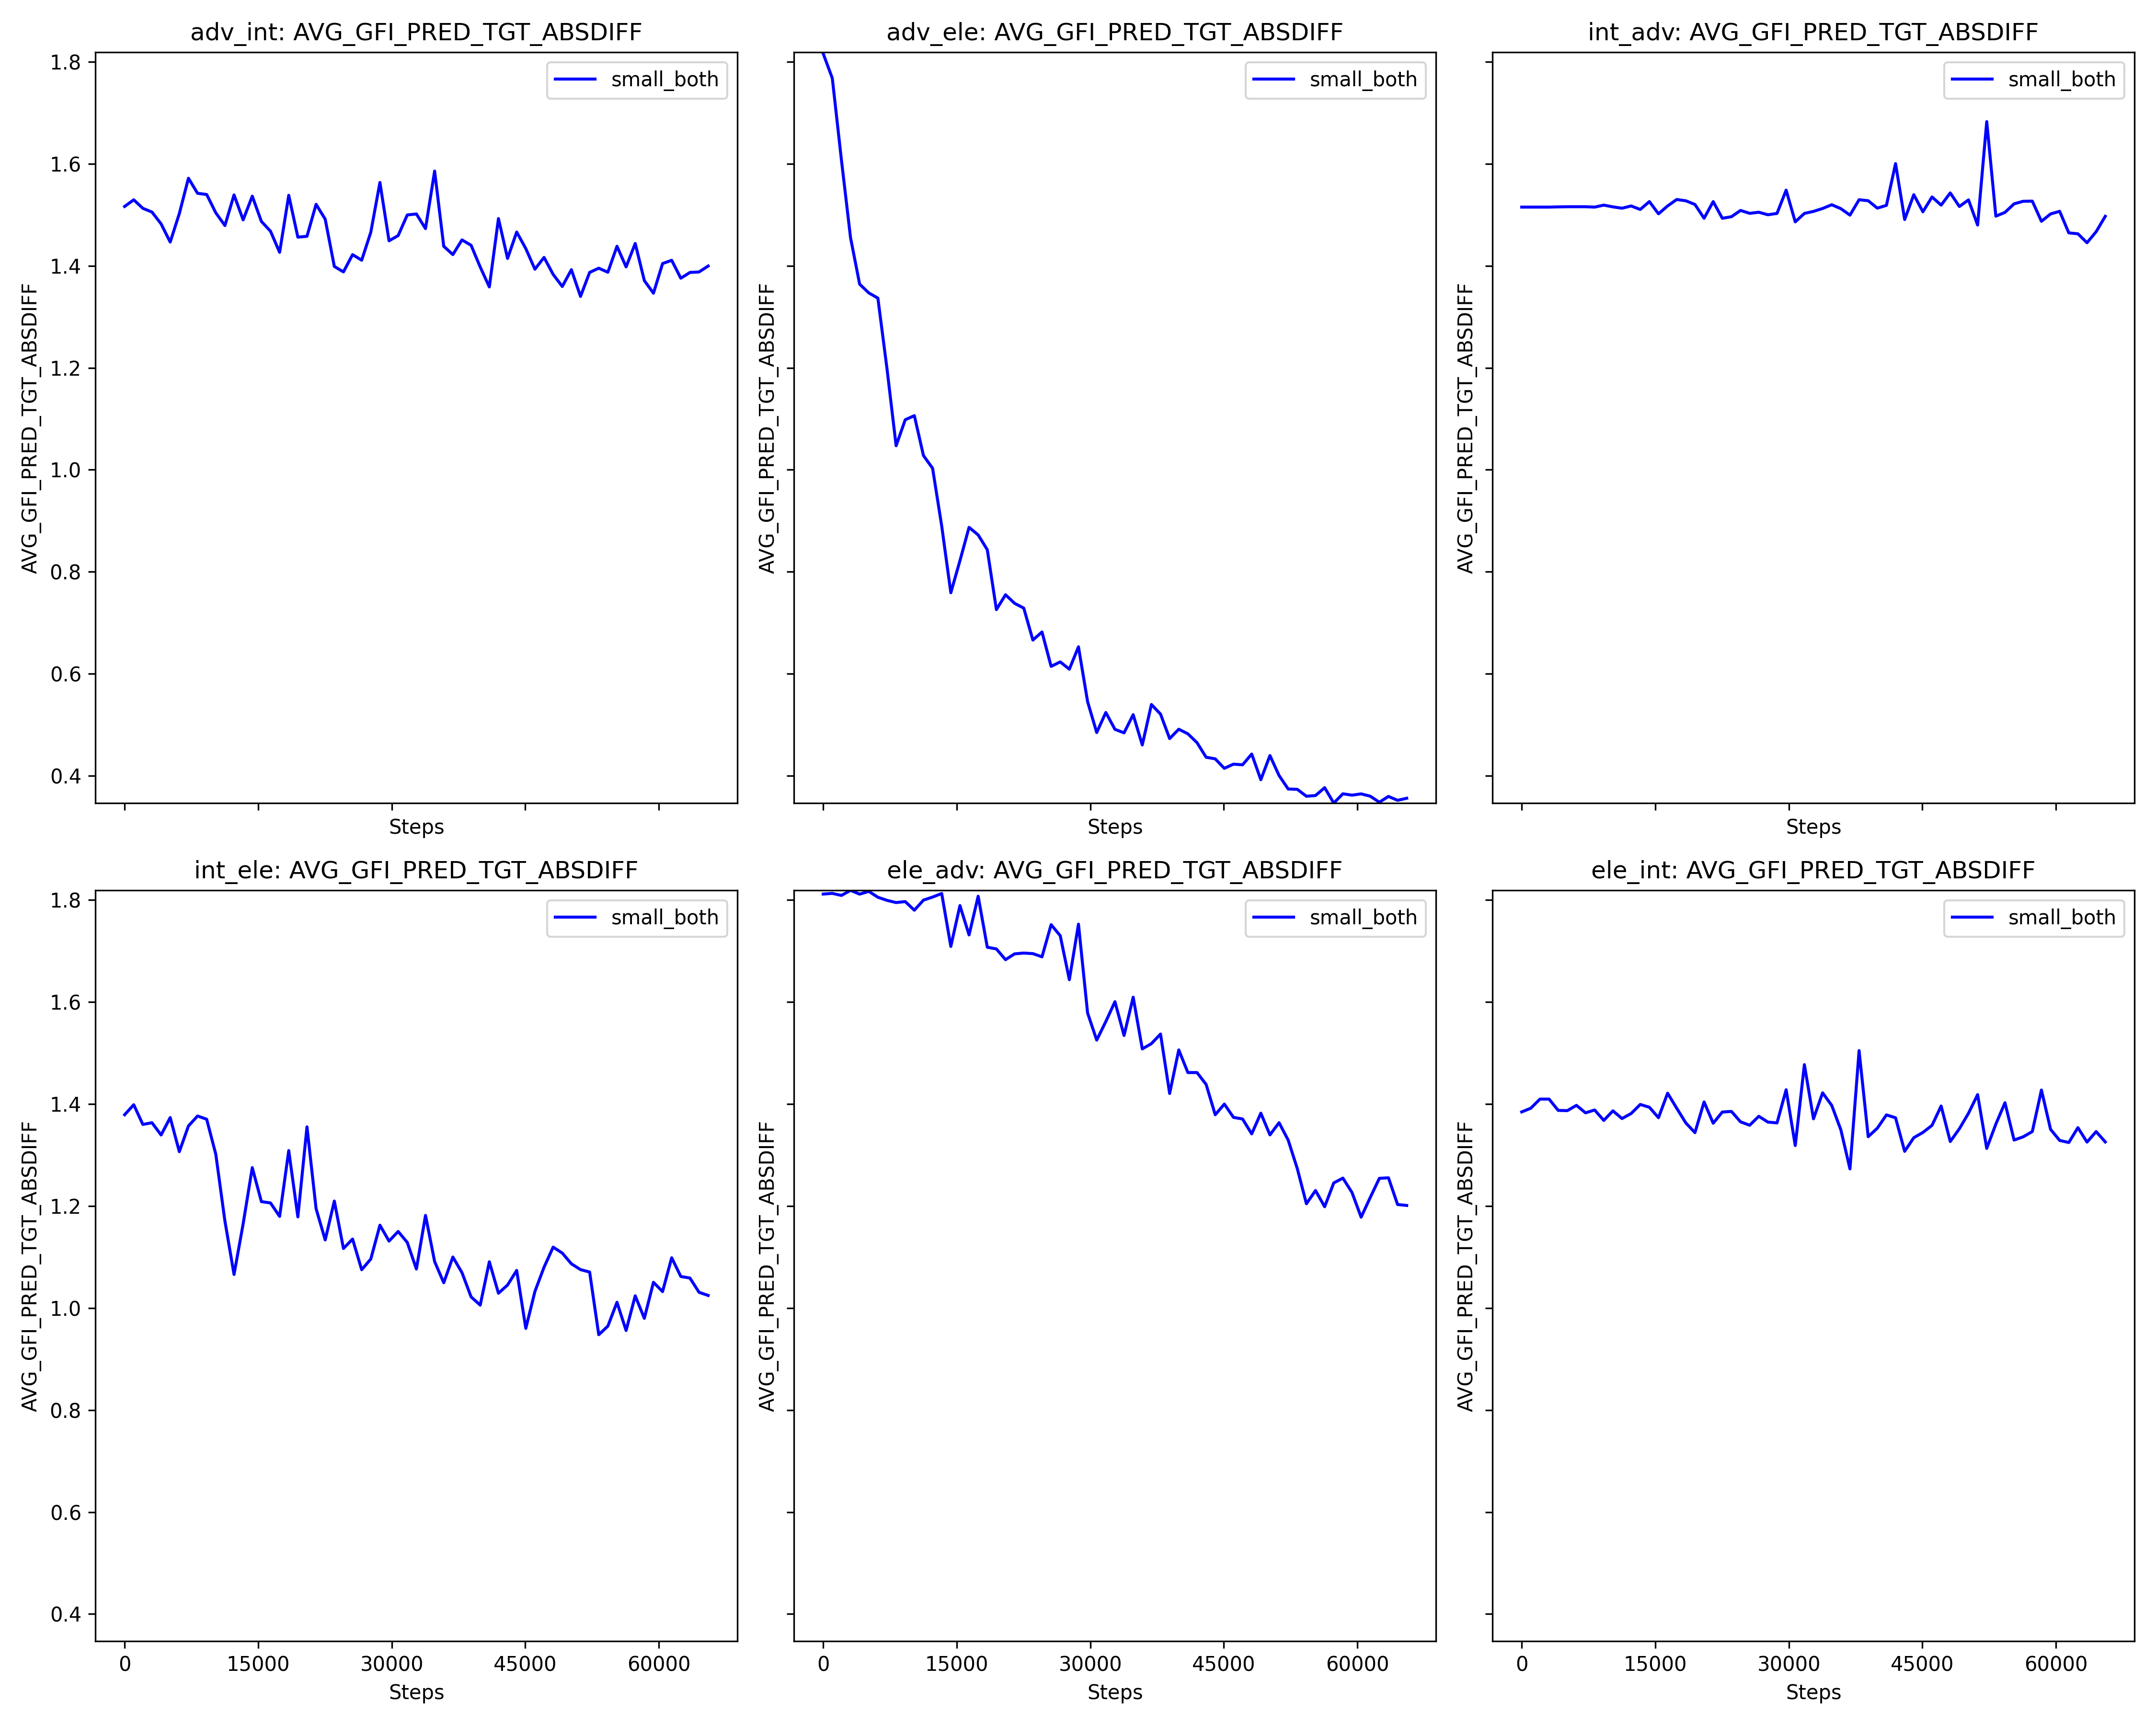 adv_int: AVG_GFI_PRED_TGT_ABSDIFF
adv_ele: AVG_GFI_PRED_TGT_ABSDIFF
int_adv: AVG_GFI_PRED_TGT_ABSDIFF
small_both
small_both
small_both
AVG_GFI_PRED_TGT_ABSDIFF
AVG_GFI_PRED_TGT_ABSDIFF
AVG_GFI_PRED_TGT_ABSDIFF
1.8
1.6
1.4
1.2
1.0
0.8
0.6
0.4
Steps
Steps
Steps
int_ele: AVG_GFI_PRED_TGT_ABSDIFF
ele_adv: AVG_GFI_PRED_TGT_ABSDIFF
ele_int: AVG_GFI_PRED_TGT_ABSDIFF
small_both
small_both
small_both
AVG_GFI_PRED_TGT_ABSDIFF
AVG_GFI_PRED_TGT_ABSDIFF
AVG_GFI_PRED_TGT_ABSDIFF
1.8
1.6
1.4
1.2
1.0
0.8
0.6
0.4
0 15000 30000 45000 60000
0 15000 30000 45000 60000
0 15000 30000 45000 60000
Steps
Steps
Steps